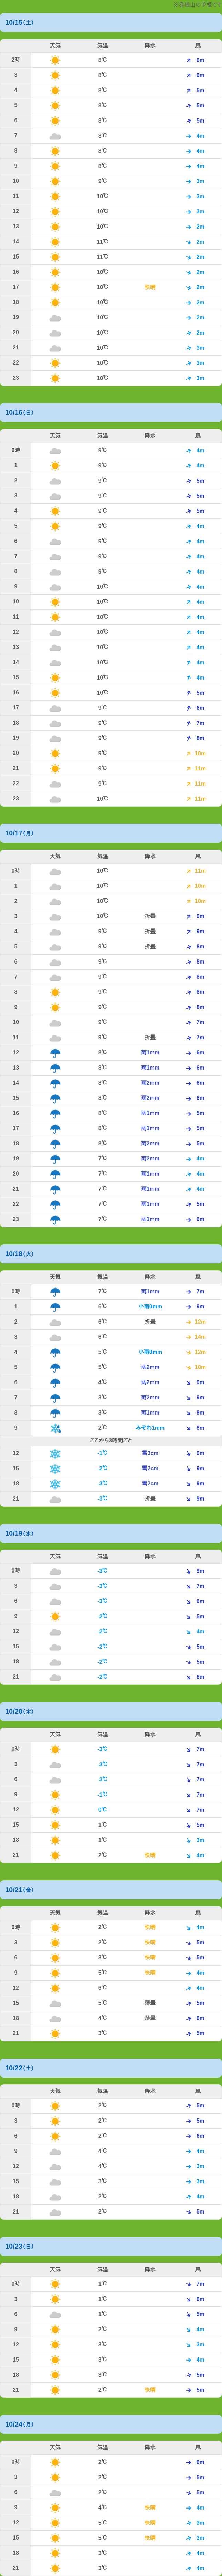 10/15(土)
天気 気温 降水 風
2時 8℃ 6m
3 8℃ 6m
4 8℃ 5m
5 8℃ 5m
6 8℃ 5m
7 8℃ 4m
8 8℃ 4m
9 8℃ 4m
10 9℃ 3m
11 10℃ 3m
12 10℃ 3m
13 10℃ 2m
14 11℃ 2m
15 11℃ 2m
16 10℃ 2m
17 10℃ 快晴 2m
18 10℃ 2m
19 10℃ 2m
20 10℃ 2m
21 10℃ 3m
22 10℃ 3m
23 10℃ 3m
10/16(日)
天気 気温 降水 風
0時 9℃ 4m
1 9℃ 4m
2 9℃ 5m
3 9℃ 5m
4 9℃ 5m
5 9℃ 4m
6 9℃ 4m
7 9℃ 4m
8 9℃ 4m
9 10℃ 4m
10 10℃ 4m
11 10℃ 4m
12 10℃ 4m
13 10℃ 4m
14 10℃ 4m
15 10℃ 4m
16 10℃ 5m
17 9℃ 6m
18 9℃ 7m
19 9℃ 8m
20 9℃ 10m
21 9℃ 11m
22 9℃ 11m
23 10℃ 11m
10/17(月)
天気 気温 降水 風
0時 10℃ 11m
1 10℃ 10m
2 10℃ 10m
3 10℃ 折曇 9m
4 9℃ 折曇 9m
5 9℃ 折曇 8m
6 9℃ 8m
7 9℃ 8m
8 9℃ 8m
9 9℃ 8m
10 9℃ 7m
11 9℃ 折曇 7m
12 8℃ 雨1mm 6m
13 8℃ 雨1mm 6m
14 8℃ 雨2mm 6m
15 8℃ 雨2mm 6m
16 8℃ 雨1mm 5m
17 8℃ 雨1mm 5m
18 8℃ 雨2mm 5m
19 7℃ 雨2mm 4m
20 7℃ 雨1mm 4m
21 7℃ 雨1mm 4m
22 7℃ 雨1mm 5m
23 7℃ 雨1mm 6m
10/18(火)
天気 気温 降水 風
0時 7℃ 雨1mm 7m
1 6℃ 小雨0mm 9m
2 6℃ 折曇 12m
3 6℃ 14m
4 5℃ 小雨0mm 12m
5 5℃ 雨2mm 10m
6 4℃ 雨2mm 9m
7 3℃ 雨2mm 9m
8 3℃ 雨1mm 8m
9 2℃ みぞれ1mm 8m
ここから3時間ごと
12 -1℃ 雪3cm 9m
15 -2℃ 雪2cm 9m
18 -3℃ 雪2cm 9m
21 -3℃ 折曇 9m
10/19(水)
天気 気温 降水 風
0時 -3℃ 9m
3 -3℃ 7m
6 -3℃ 6m
9 -2℃ 5m
12 -2℃ 4m
15 -2℃ 5m
18 -2℃ 5m
21 -2℃ 6m
10/20(木)
天気 気温 降水 風
0時 -3℃ 7m
3 -3℃ 7m
6 -3℃ 7m
9 -1℃ 7m
12 0℃ 7m
15 1℃ 5m
18 1℃ 3m
21 2℃ 快晴 4m
10/21(金)
天気 気温 降水 風
0時 2℃ 快晴 4m
3 2℃ 快晴 5m
6 3℃ 快晴 5m
9 5℃ 快晴 4m
12 6℃ 4m
15 5℃ 薄曇 5m
18 4℃ 薄曇 6m
21 3℃ 5m
10/22(土)
天気 気温 降水 風
0時 2℃ 5m
3 2℃ 5m
6 2℃ 6m
9 4℃ 4m
12 4℃ 3m
15 3℃ 3m
18 2℃ 4m
21 2℃ 5m
10/23(日)
天気 気温 降水 風
0時 1℃ 7m
3 1℃ 6m
6 1℃ 5m
9 2℃ 4m
12 3℃ 3m
15 3℃ 4m
18 3℃ 5m
21 2℃ 快晴 5m
10/24(月)
天気 気温 降水 風
0時 2℃ 6m
3 2℃ 5m
6 2℃ 5m
9 4℃ 快晴 4m
12 5℃ 快晴 3m
15 5℃ 快晴 3m
18 3℃ 4m
21 3℃ 4m